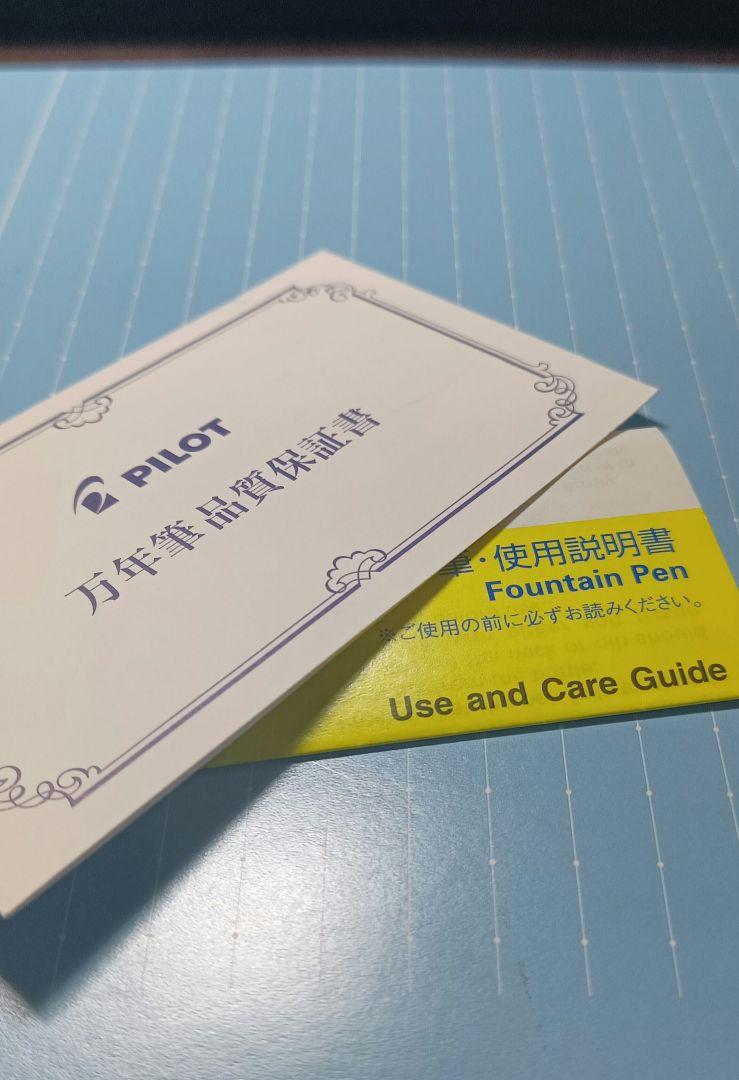 PILOT
万年筆品質保証書
筆・使用説明書
Fountain Pen
※ご使用の前に必ずお読みください。
Use and Care Guide